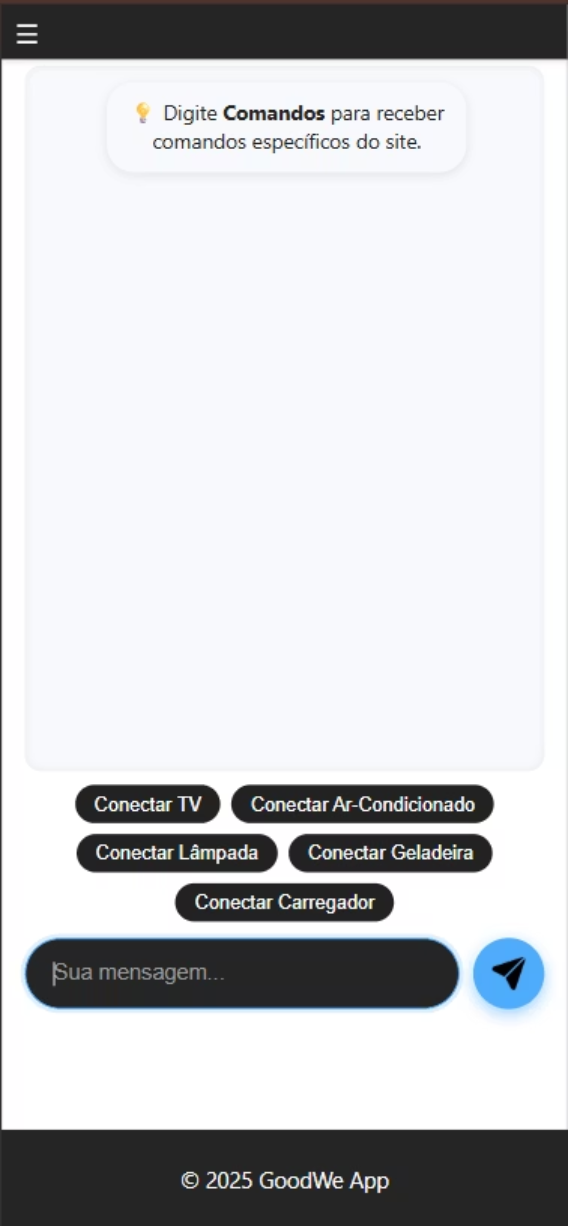 Digite Comandos para receber
comandos específicos do site.
Conectar TV
Conectar Ar-Condicionado
Conectar Lâmpada
Conectar Geladeira
Conectar Carregador
Sua mensagem...
© 2025 GoodWe App